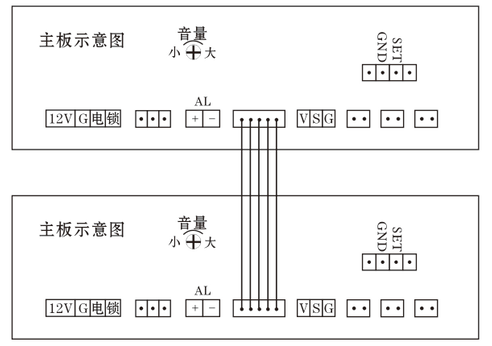 主板示意图
音量
小 大
GND SET
AL
12V G 电锁 + − V S G
主板示意图
音量
小 大
GND SET
AL
12V G 电锁 + − V S G